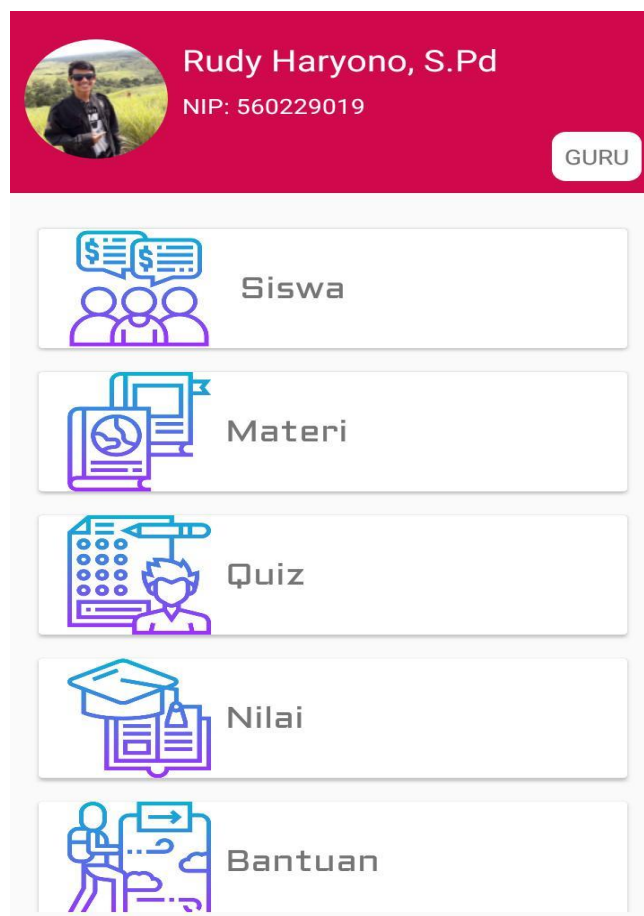 Rudy Haryono, S.Pd
NIP: 560229019
GURU
$ $
Siswa
Materi
Quiz
Nilai
Bantuan